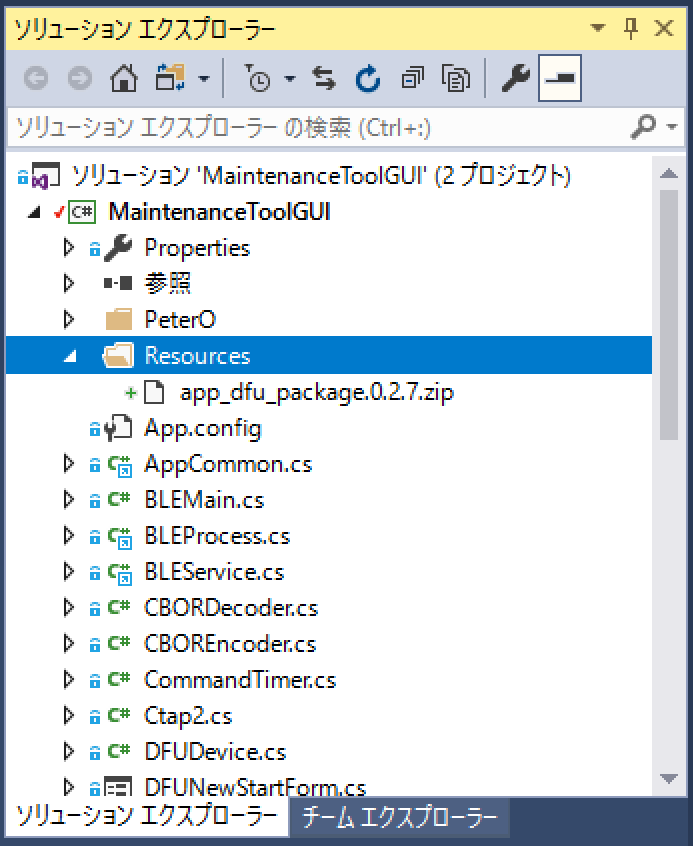 ソリューション エクスプローラー
ソリューション エクスプローラー の検索 (Ctrl+:)
ソリューション 'MaintenanceToolGUI' (2 プロジェクト)
C# MaintenanceToolGUI
Properties
参照
PeterO
Resources
app_dfu_package.0.2.7.zip
App.config
C# AppCommon.cs
C# BLEMain.cs
C# BLEProcess.cs
C# BLEService.cs
C# CBORDecoder.cs
C# CBOREncoder.cs
C# CommandTimer.cs
C# Ctap2.cs
C# DFUDevice.cs
DFUNewStartForm.cs
ソリューション エクスプローラー チーム エクスプローラー